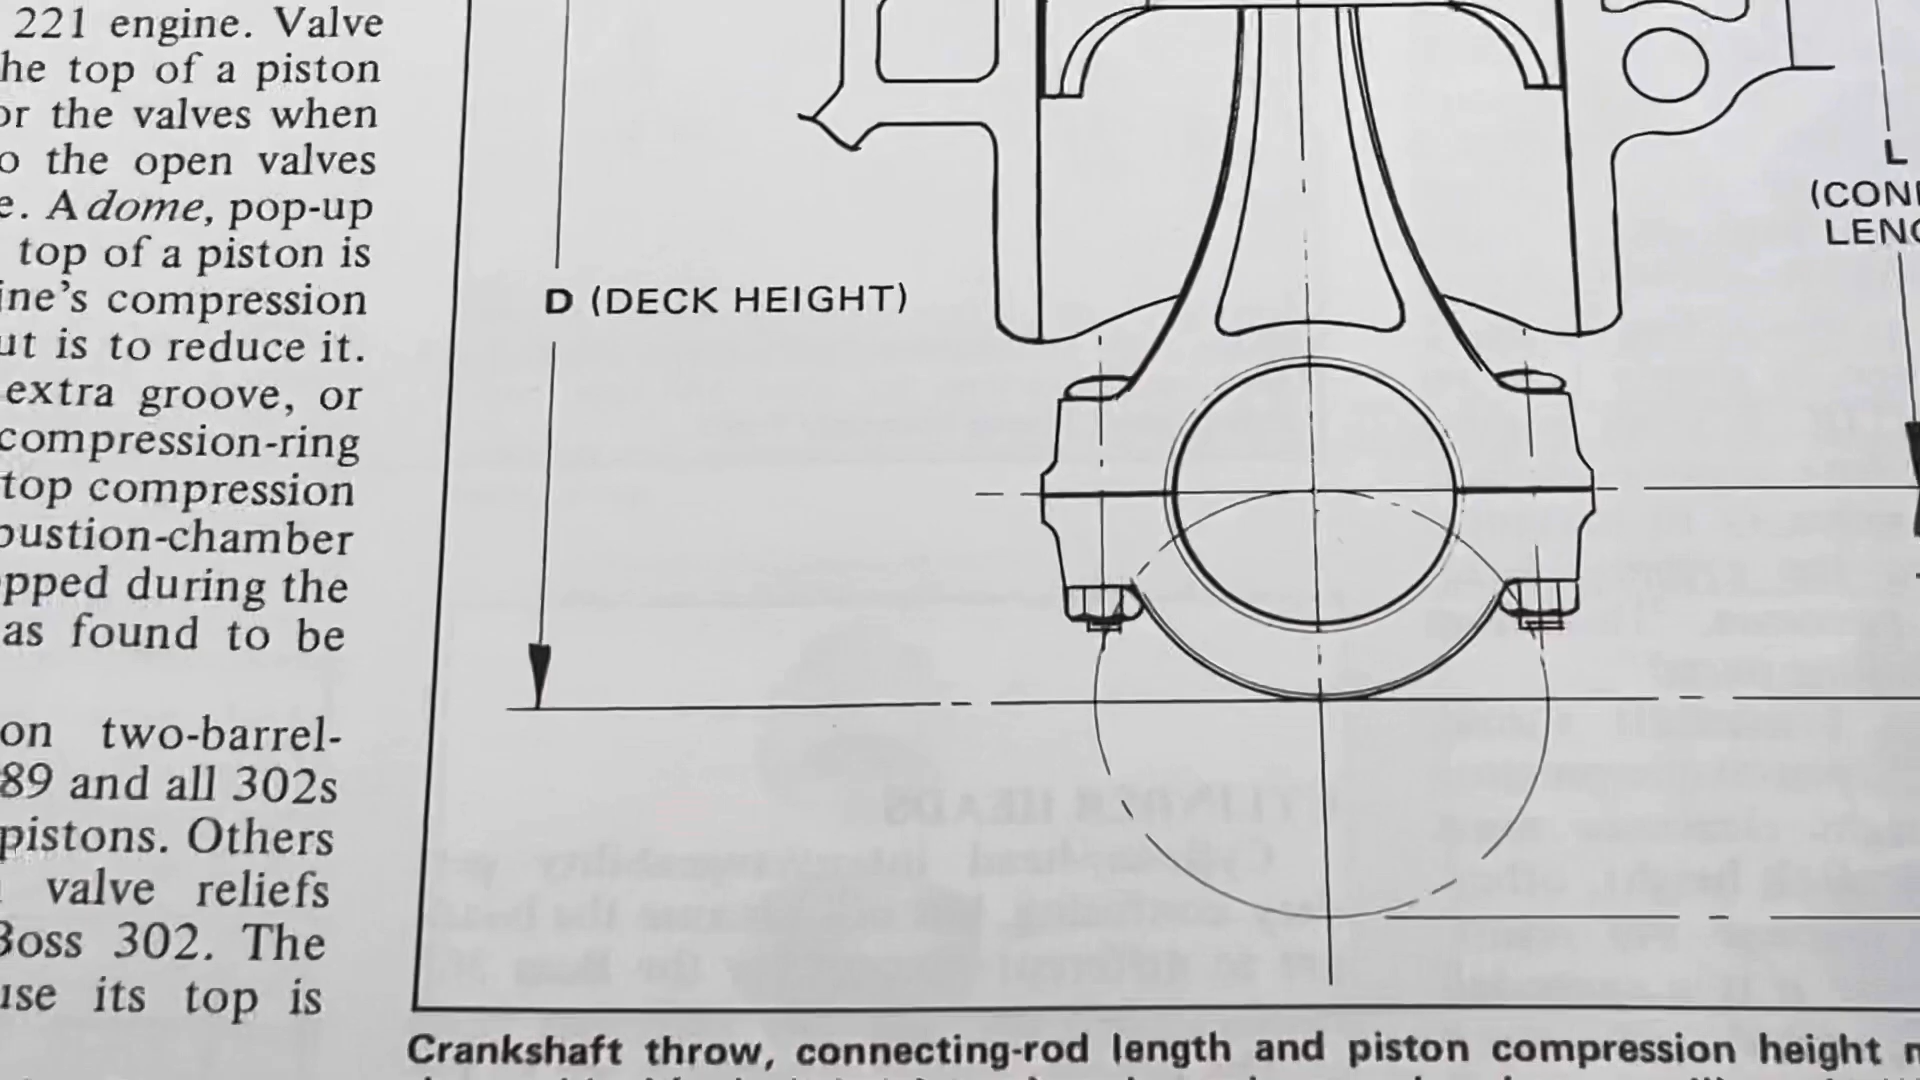 221 engine. Valve
he top of a piston
or the valves when
o the open valves
e. A dome, pop-up
top of a piston is
ine's compression
ut is to reduce it.
extra groove, or
compression-ring
top compression
bustion-chamber
pped during the
as found to be
on two-barrel-
89 and all 302s
pistons. Others
valve reliefs
Boss 302. The
use its top is
D (DECK HEIGHT)
L
(CON
LENG
Crankshaft throw, connecting-rod length and piston compression height